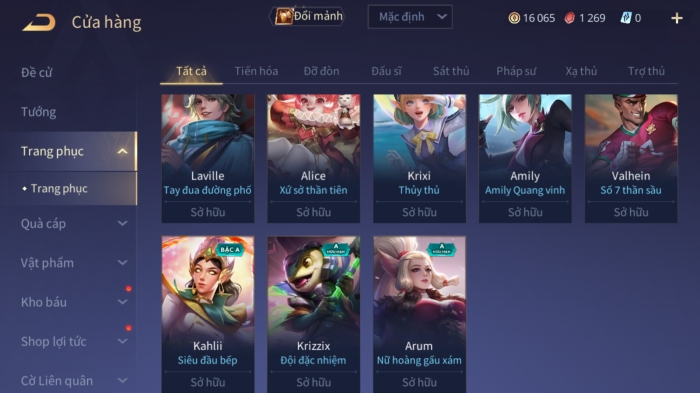 Cửa hàng
Đổi mảnh
Mặc định
16 065
1 269
0
Đề cử
Tướng
Trang phục
Trang phục
Quà cáp
Vật phẩm
Kho báu
Shop lợi tức
Cờ Liên quân
Tất cả Tiến hóa Đỡ đòn Đấu sĩ Sát thủ Pháp sư Xạ thủ Trợ thủ
Laville
Tay đua đường phố
Sở hữu
Alice
Xứ sở thần tiên
Sở hữu
Krixi
Thủy thủ
Sở hữu
Amily
Amily Quang vinh
Sở hữu
Valhein
Số 7 thần sầu
Sở hữu
BẬC A
Kahlii
Siêu đầu bếp
Sở hữu
A
HỮU HẠN
Krizzix
Đội đặc nhiệm
Sở hữu
A
HỮU HẠN
Arum
Nữ hoàng gấu xám
Sở hữu